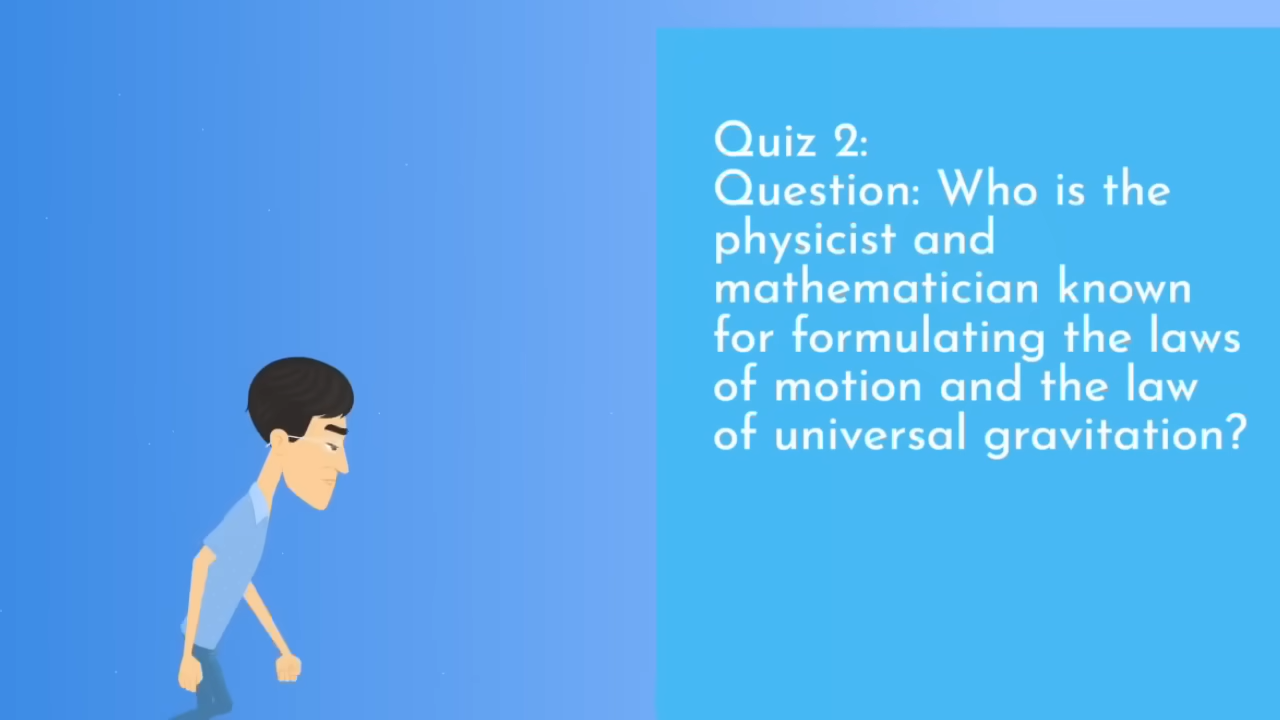 Quiz 2:
Question: Who is the
physicist and
mathematician known
for formulating the laws
of motion and the law
of universal gravitation?